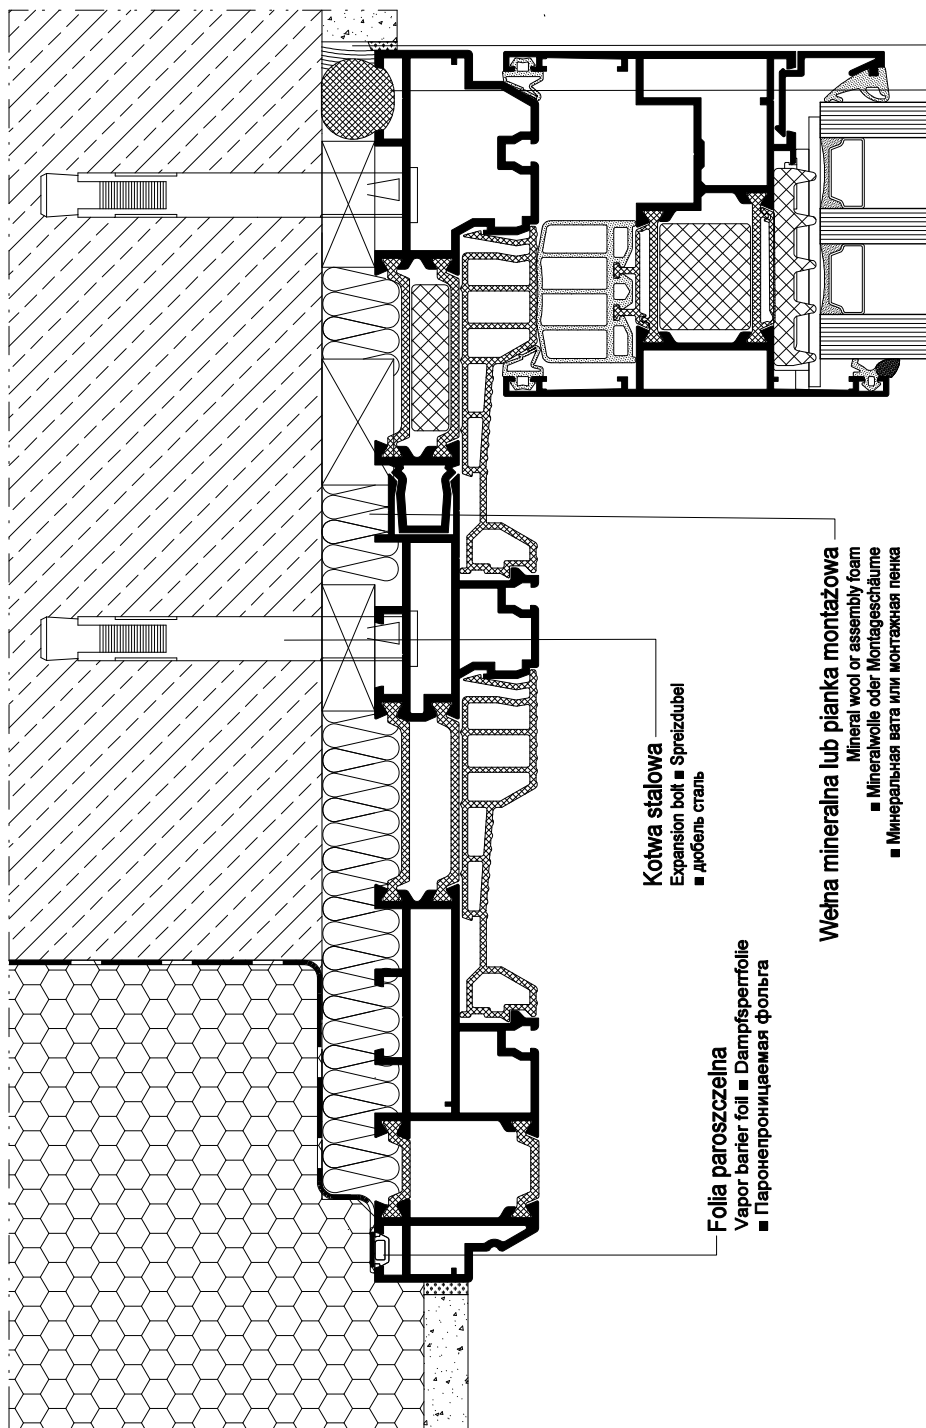 Wełna mineralna lub pianka montażowa
Mineral wool or assembly foam
■ Mineralwolle oder Montageschäume
■ Минеральная вата или монтажная пенка
Kotwa stalowa
Expansion bolt ■ Spreizdubel
■ дюбель сталь
Folia paroszczelna
Vapor barier foil ■ Dampfsperrfolie
■ Паронепроницаемая фольга